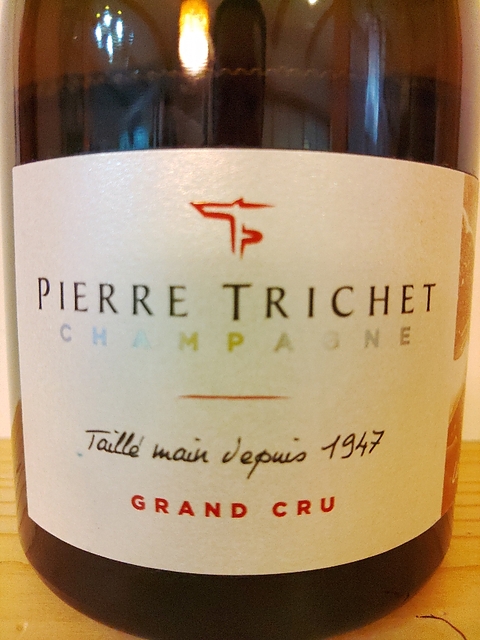 PIERRE TRICHET
CHAMPAGNE
Taillé main depuis 1947
GRAND CRU